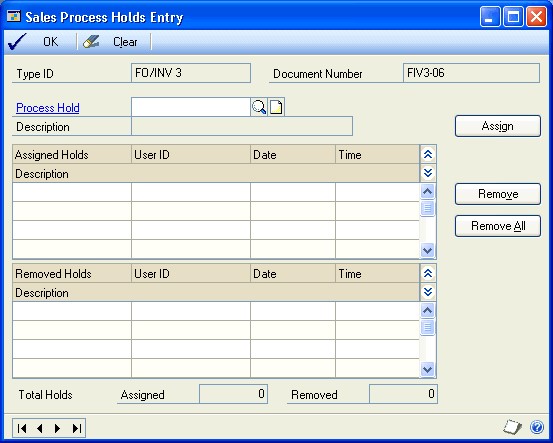 Sales Process Holds Entry
OK Clear
Type ID FO/INV 3 Document Number FIV3-06
Process Hold
Description
Assign
Assigned Holds User ID Date Time
Description
Remove
Remove All
Removed Holds User ID Date Time
Description
Total Holds Assigned 0 Removed 0